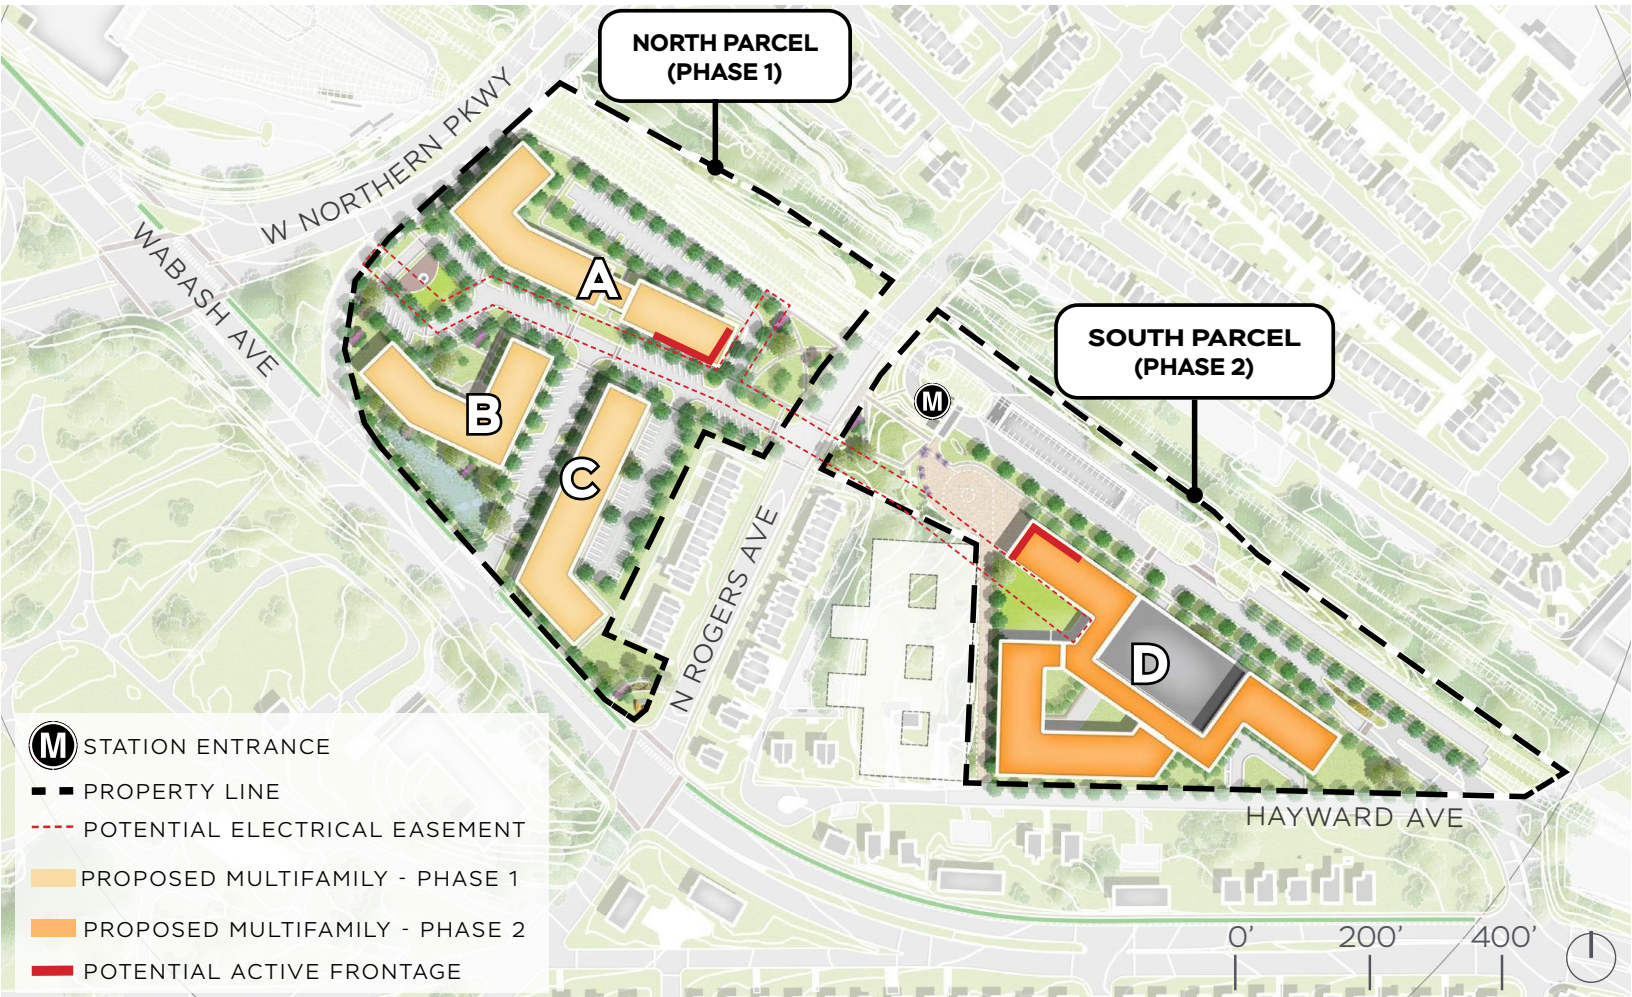 NORTH PARCEL
(PHASE 1)
W NORTHERN PKWY
WABASH AVE
A
SOUTH PARCEL
(PHASE 2)
M
B
C
N ROGERS AVE
D
M STATION ENTRANCE
PROPERTY LINE
POTENTIAL ELECTRICAL EASEMENT
PROPOSED MULTIFAMILY - PHASE 1
PROPOSED MULTIFAMILY - PHASE 2
POTENTIAL ACTIVE FRONTAGE
HAYWARD AVE
0' 200' 400'